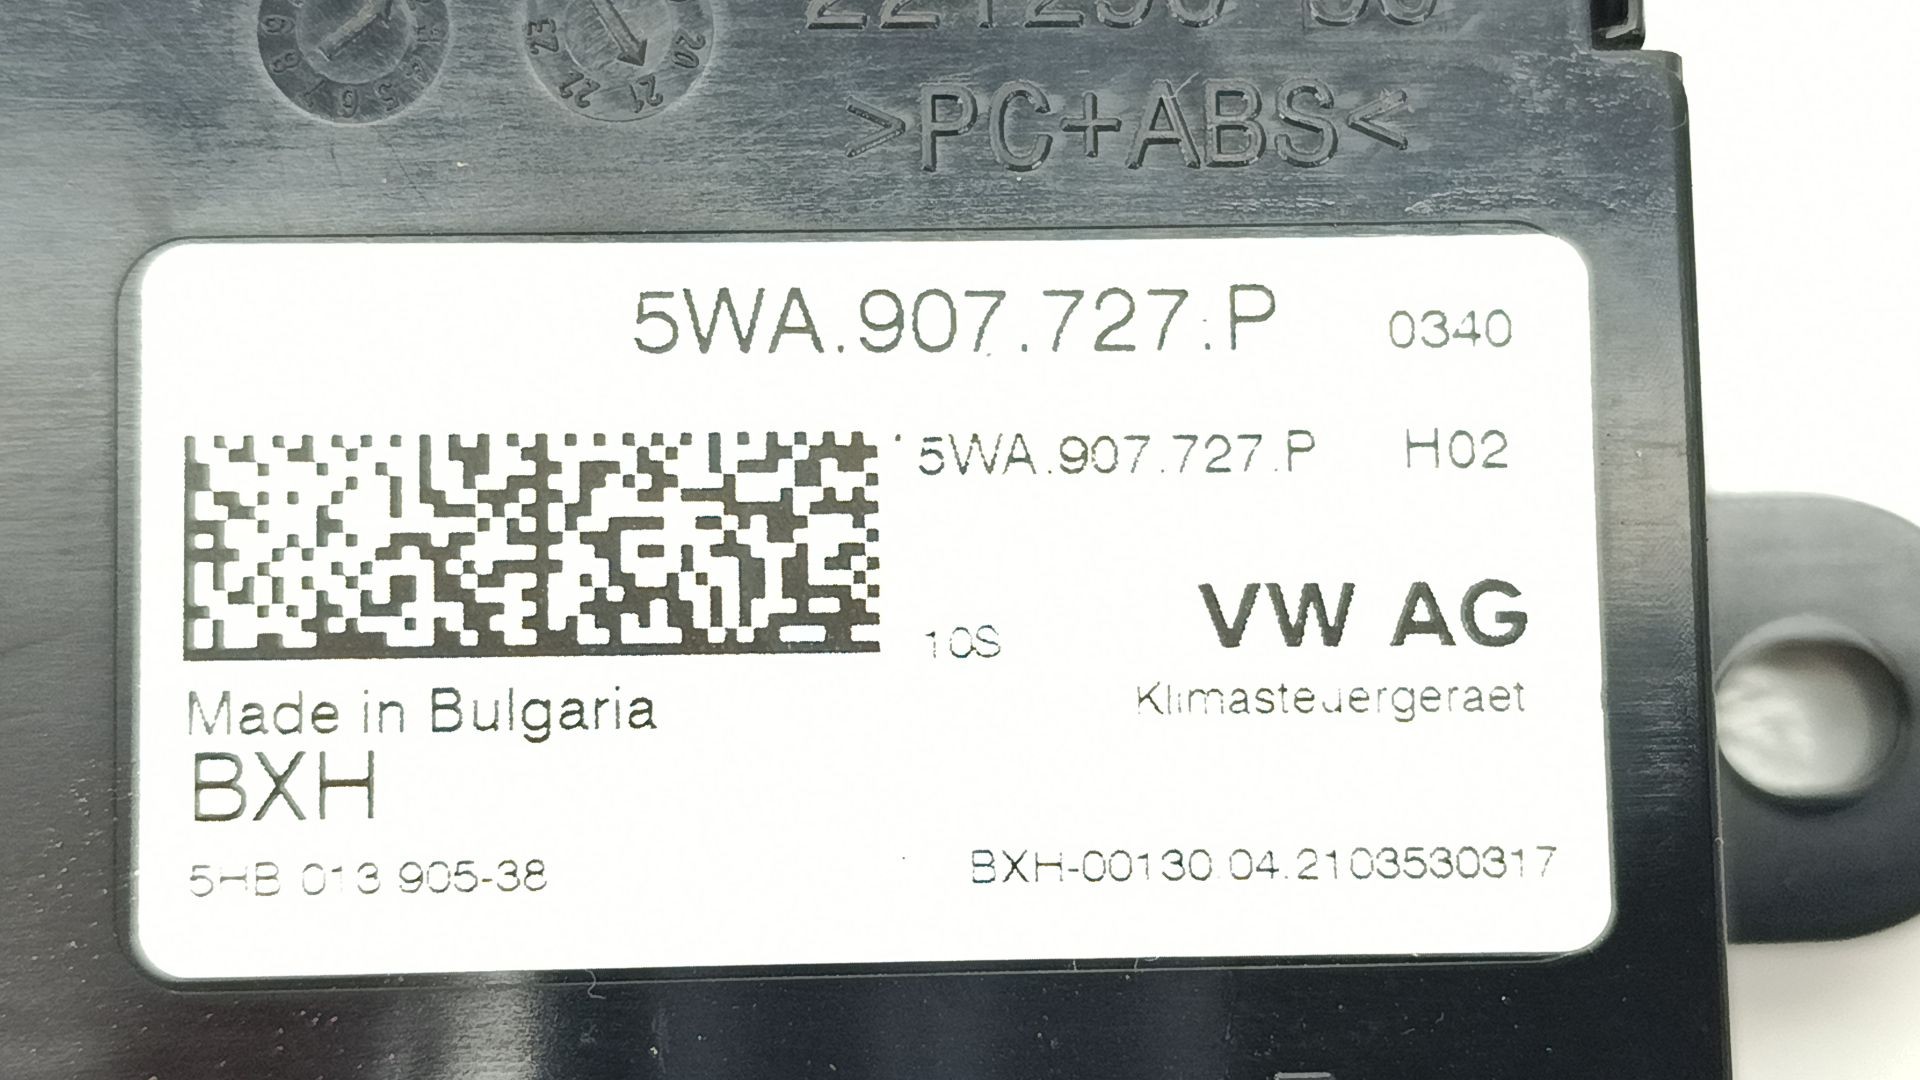 >PC+ABS<
5WA.907.727.P 0340
5WA.907.727.P H02
10S
VW AG
Klimasteuergeraet
Made in Bulgaria
BXH
5HB 013 905-38
BXH-00130 04.2103530317